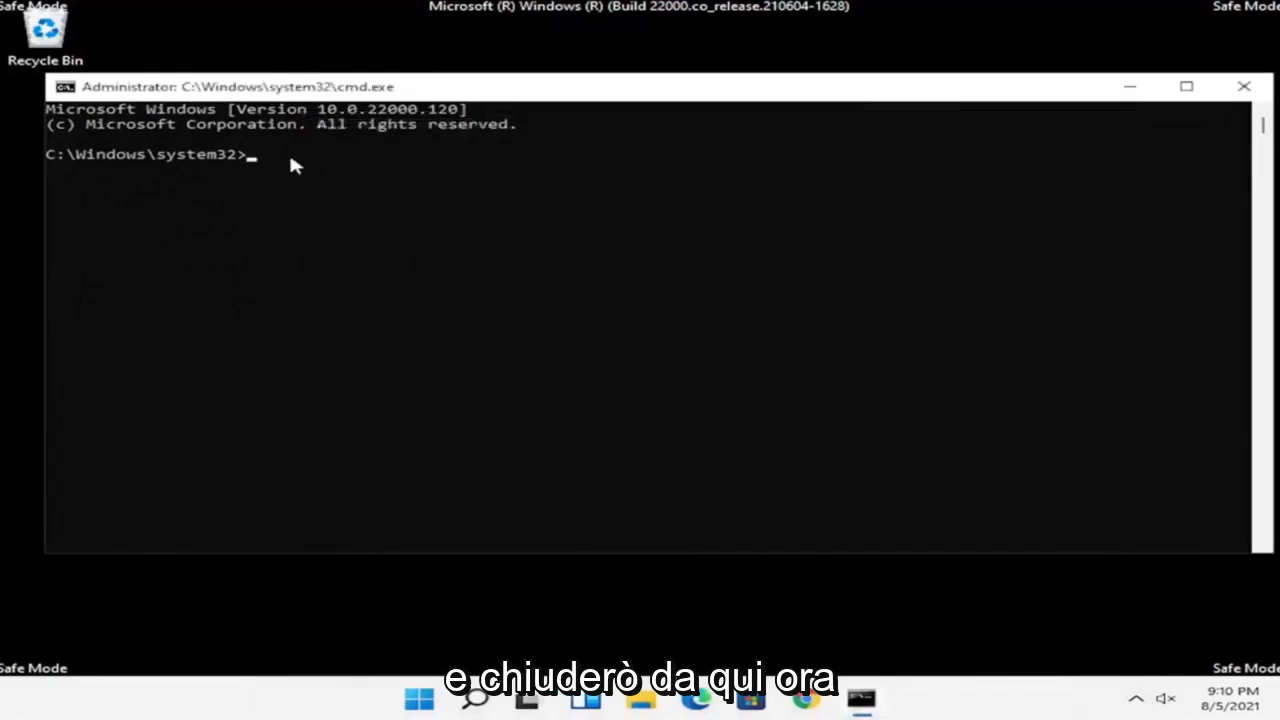 Safe Mode
Microsoft (R) Windows (R) (Build 22000.co_release.210604-1628)
Safe Mode
Recycle Bin
Administrator: C:\Windows\system32\cmd.exe
Microsoft Windows [Version 10.0.22000.120]
(c) Microsoft Corporation. All rights reserved.
C:\Windows\system32>
Safe Mode
Safe Mode
e chiuderò da qui ora
9:10 PM
8/5/2021